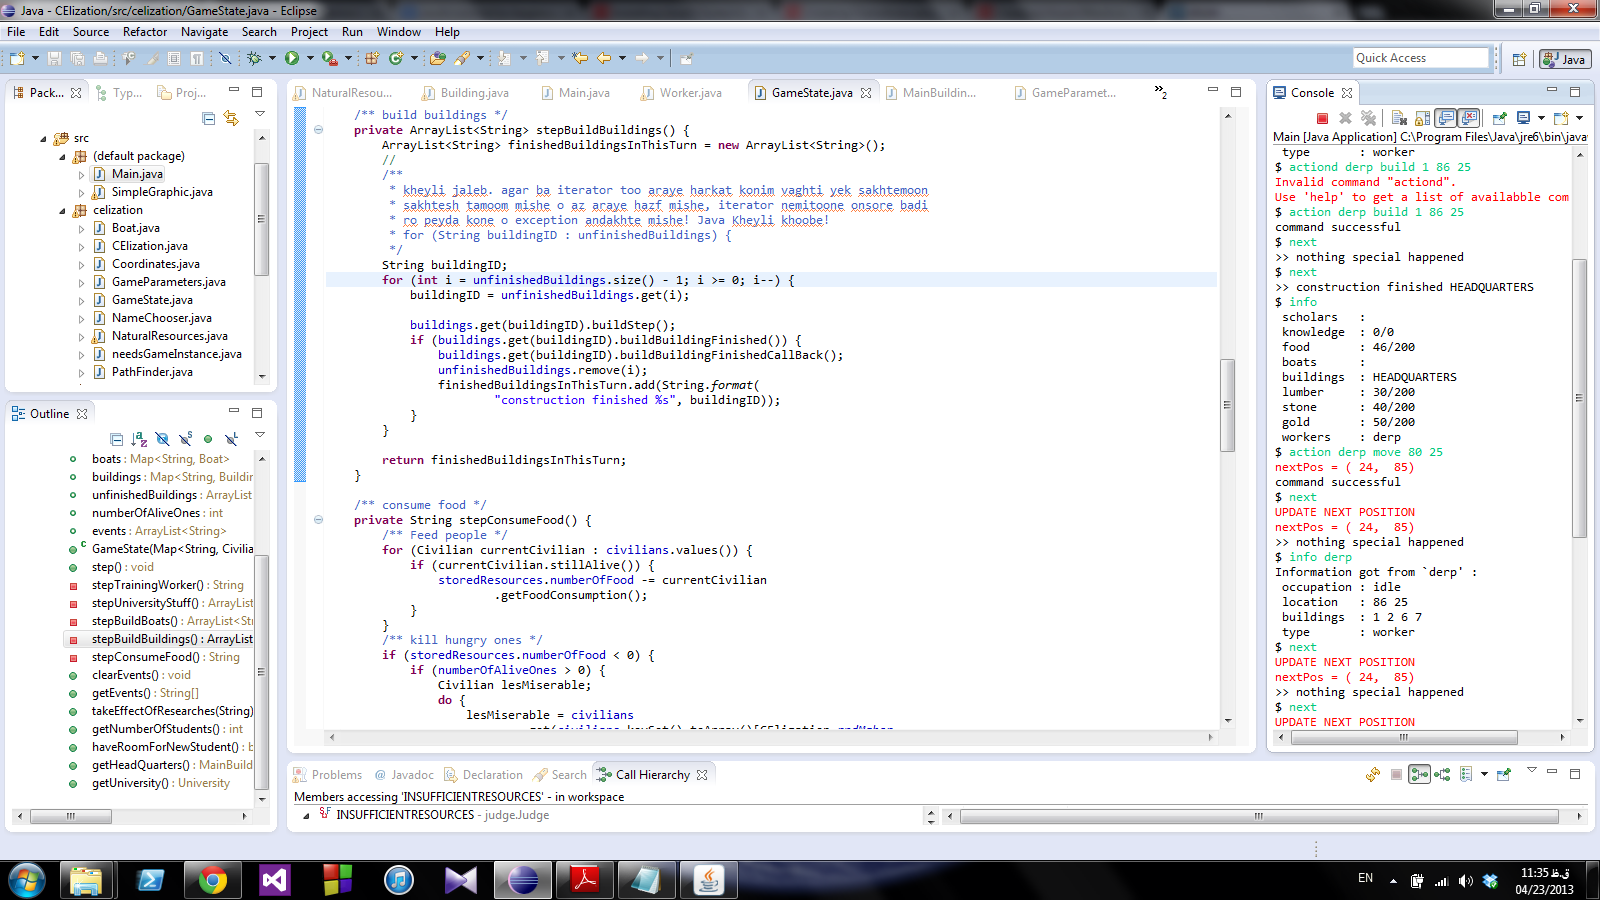 Java - CElization/src/celization/GameState.java - Eclipse
File Edit Source Refactor Navigate Search Project Run Window Help
Quick Access
Java
Pack... Typ... Proj...
src
(default package)
Main.java
SimpleGraphic.java
celization
Boat.java
CElization.java
Coordinates.java
GameParameters.java
GameState.java
NameChooser.java
NaturalResources.java
needsGameInstance.java
PathFinder.java
Outline
boats : Map<String, Boat>
buildings : Map<String, Buildin
unfinishedBuildings : ArrayList
numberOfAliveOnes : int
events : ArrayList<String>
GameState(Map<String, Civilia
step() : void
stepTrainingWorker() : String
stepUniversityStuff() : ArrayList
stepBuildBoats() : ArrayList<St
stepBuildBuildings() : ArrayList
stepConsumeFood() : String
clearEvents() : void
getEvents() : String[]
takeEffectOfResearches(String)
getNumberOfStudents() : int
haveRoomForNewStudent() : b
getHeadQuarters() : MainBuild
getUniversity() : University
NaturalResou... Building.java Main.java Worker.java GameState.java MainBuildin... GameParamet... »2
/** build buildings */
private ArrayList<String> stepBuildBuildings() {
ArrayList<String> finishedBuildingsInThisTurn = new ArrayList<String>();
//
/**
* kheyli jaleb. agar ba iterator too araye harkat konim vaghti yek sakhtemoon
* sakhtesh tamoom mishe o az araye hazf mishe, iterator nemitoone onsore badi
* ro peyda kone o exception andakhte mishe! Java Kheyli khoobe!
* for (String buildingID : unfinishedBuildings) {
*/
String buildingID;
for (int i = unfinishedBuildings.size() - 1; i >= 0; i--) {
buildingID = unfinishedBuildings.get(i);
buildings.get(buildingID).buildStep();
if (buildings.get(buildingID).buildBuildingFinished()) {
buildings.get(buildingID).buildBuildingFinishedCallBack();
unfinishedBuildings.remove(i);
finishedBuildingsInThisTurn.add(String.format(
"construction finished %s", buildingID));
}
}
return finishedBuildingsInThisTurn;
}
/** consume food */
private String stepConsumeFood() {
/** Feed people */
for (Civilian currentCivilian : civilians.values()) {
if (currentCivilian.stillAlive()) {
storedResources.numberOfFood -= currentCivilian
.getFoodConsumption();
}
}
/** kill hungry ones */
if (storedResources.numberOfFood < 0) {
if (numberOfAliveOnes > 0) {
Civilian lesMiserable;
do {
lesMiserable = civilians
Console
Main [Java Application] C:\Program Files\Java\jre6\bin\java
type : worker
$ actiond derp build 1 86 25
Invalid command "actiond".
Use 'help' to get a list of availabble com
$ action derp build 1 86 25
command successful
$ next
>> nothing special happened
$ next
>> construction finished HEADQUARTERS
$ info
scholars :
knowledge : 0/0
food : 46/200
boats :
buildings : HEADQUARTERS
lumber : 30/200
stone : 40/200
gold : 50/200
workers : derp
$ action derp move 80 25
nextPos = ( 24, 85)
command successful
$ next
UPDATE NEXT POSITION
nextPos = ( 24, 85)
>> nothing special happened
$ info derp
Information got from `derp' :
occupation : idle
location : 86 25
buildings : 1 2 6 7
type : worker
$ next
UPDATE NEXT POSITION
nextPos = ( 24, 85)
>> nothing special happened
$ next
UPDATE NEXT POSITION
Problems Javadoc Declaration Search Call Hierarchy
Members accessing 'INSUFFICIENTRESOURCES' - in workspace
INSUFFICIENTRESOURCES - judge.Judge
EN
11:35 ق.ظ
04/23/2013